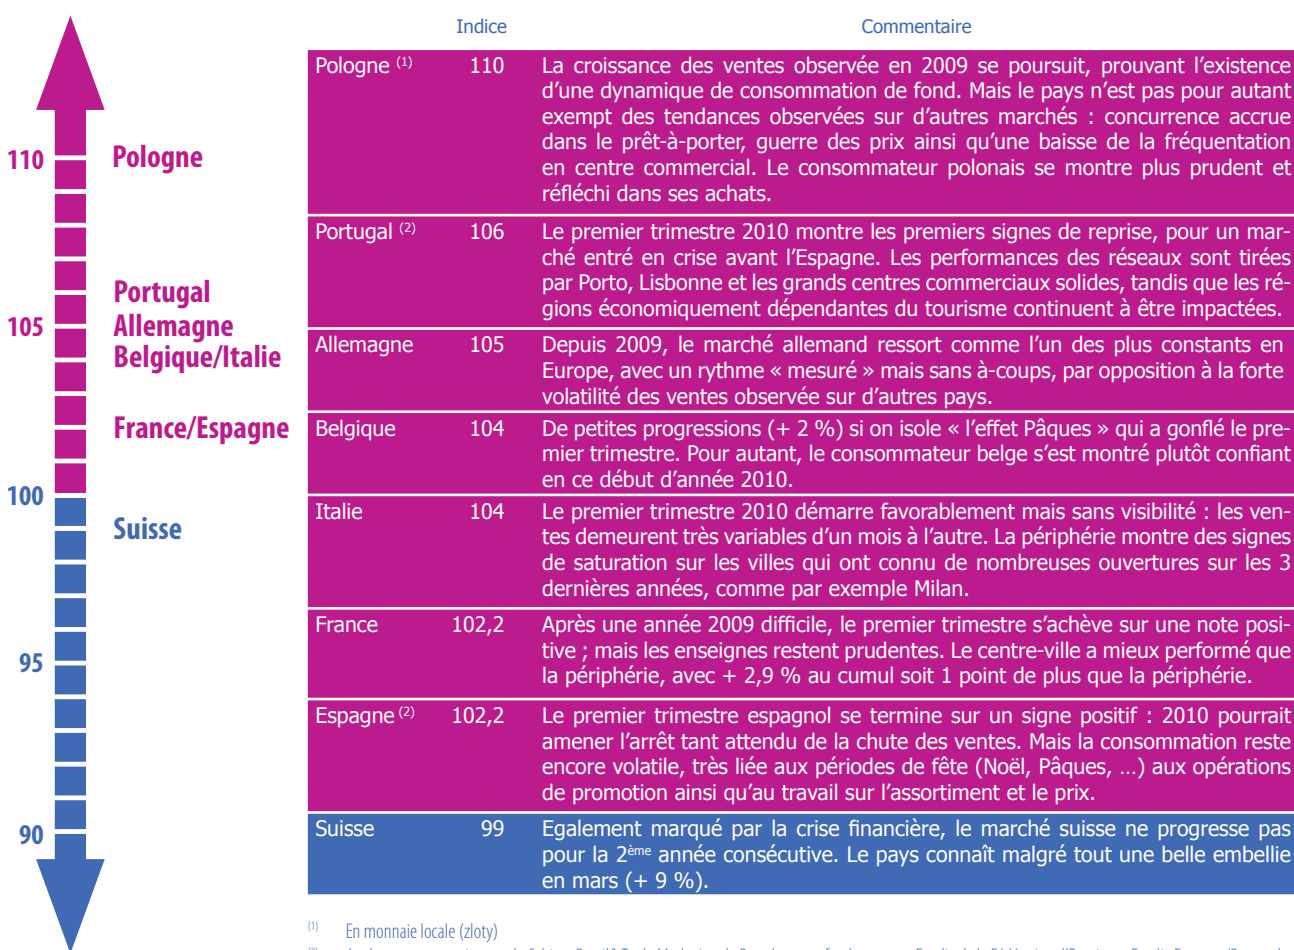 Indice Commentaire
110
105
100
95
90
Pologne
Portugal
Allemagne
Belgique/Italie
France/Espagne
Suisse
Pologne (1) 110 La croissance des ventes observée en 2009 se poursuit, prouvant l’existence
d’une dynamique de consommation de fond. Mais le pays n’est pas pour autant
exempt des tendances observées sur d’autres marchés : concurrence accrue
dans le prêt-à-porter, guerre des prix ainsi qu’une baisse de la fréquentation
en centre commercial. Le consommateur polonais se montre plus prudent et
réfléchi dans ses achats.
Portugal (2) 106 Le premier trimestre 2010 montre les premiers signes de reprise, pour un mar-
ché entré en crise avant l’Espagne. Les performances des réseaux sont tirées
par Porto, Lisbonne et les grands centres commerciaux solides, tandis que les ré-
gions économiquement dépendantes du tourisme continuent à être impactées.
Allemagne 105 Depuis 2009, le marché allemand ressort comme l’un des plus constants en
Europe, avec un rythme « mesuré » mais sans à-coups, par opposition à la forte
volatilité des ventes observée sur d’autres pays.
Belgique 104 De petites progressions (+ 2 %) si on isole « l’effet Pâques » qui a gonflé le pre-
mier trimestre. Pour autant, le consommateur belge s’est montré plutôt confiant
en ce début d’année 2010.
Italie 104 Le premier trimestre 2010 démarre favorablement mais sans visibilité : les ven-
tes demeurent très variables d’un mois à l’autre. La périphérie montre des signes
de saturation sur les villes qui ont connu de nombreuses ouvertures sur les 3
dernières années, comme par exemple Milan.
France 102,2 Après une année 2009 difficile, le premier trimestre s’achève sur une note posi-
tive ; mais les enseignes restent prudentes. Le centre-ville a mieux performé que
la périphérie, avec + 2,9 % au cumul soit 1 point de plus que la périphérie.
Espagne (2) 102,2 Le premier trimestre espagnol se termine sur un signe positif : 2010 pourrait
amener l’arrêt tant attendu de la chute des ventes. Mais la consommation reste
encore volatile, très liée aux périodes de fête (Noël, Pâques, …) aux opérations
de promotion ainsi qu’au travail sur l’assortiment et le prix.
Suisse 99 Egalement marqué par la crise financière, le marché suisse ne progresse pas
pour la 2ème année consécutive. Le pays connaît malgré tout une belle embellie
en mars (+ 9 %).
(1) En monnaie locale (zloty)